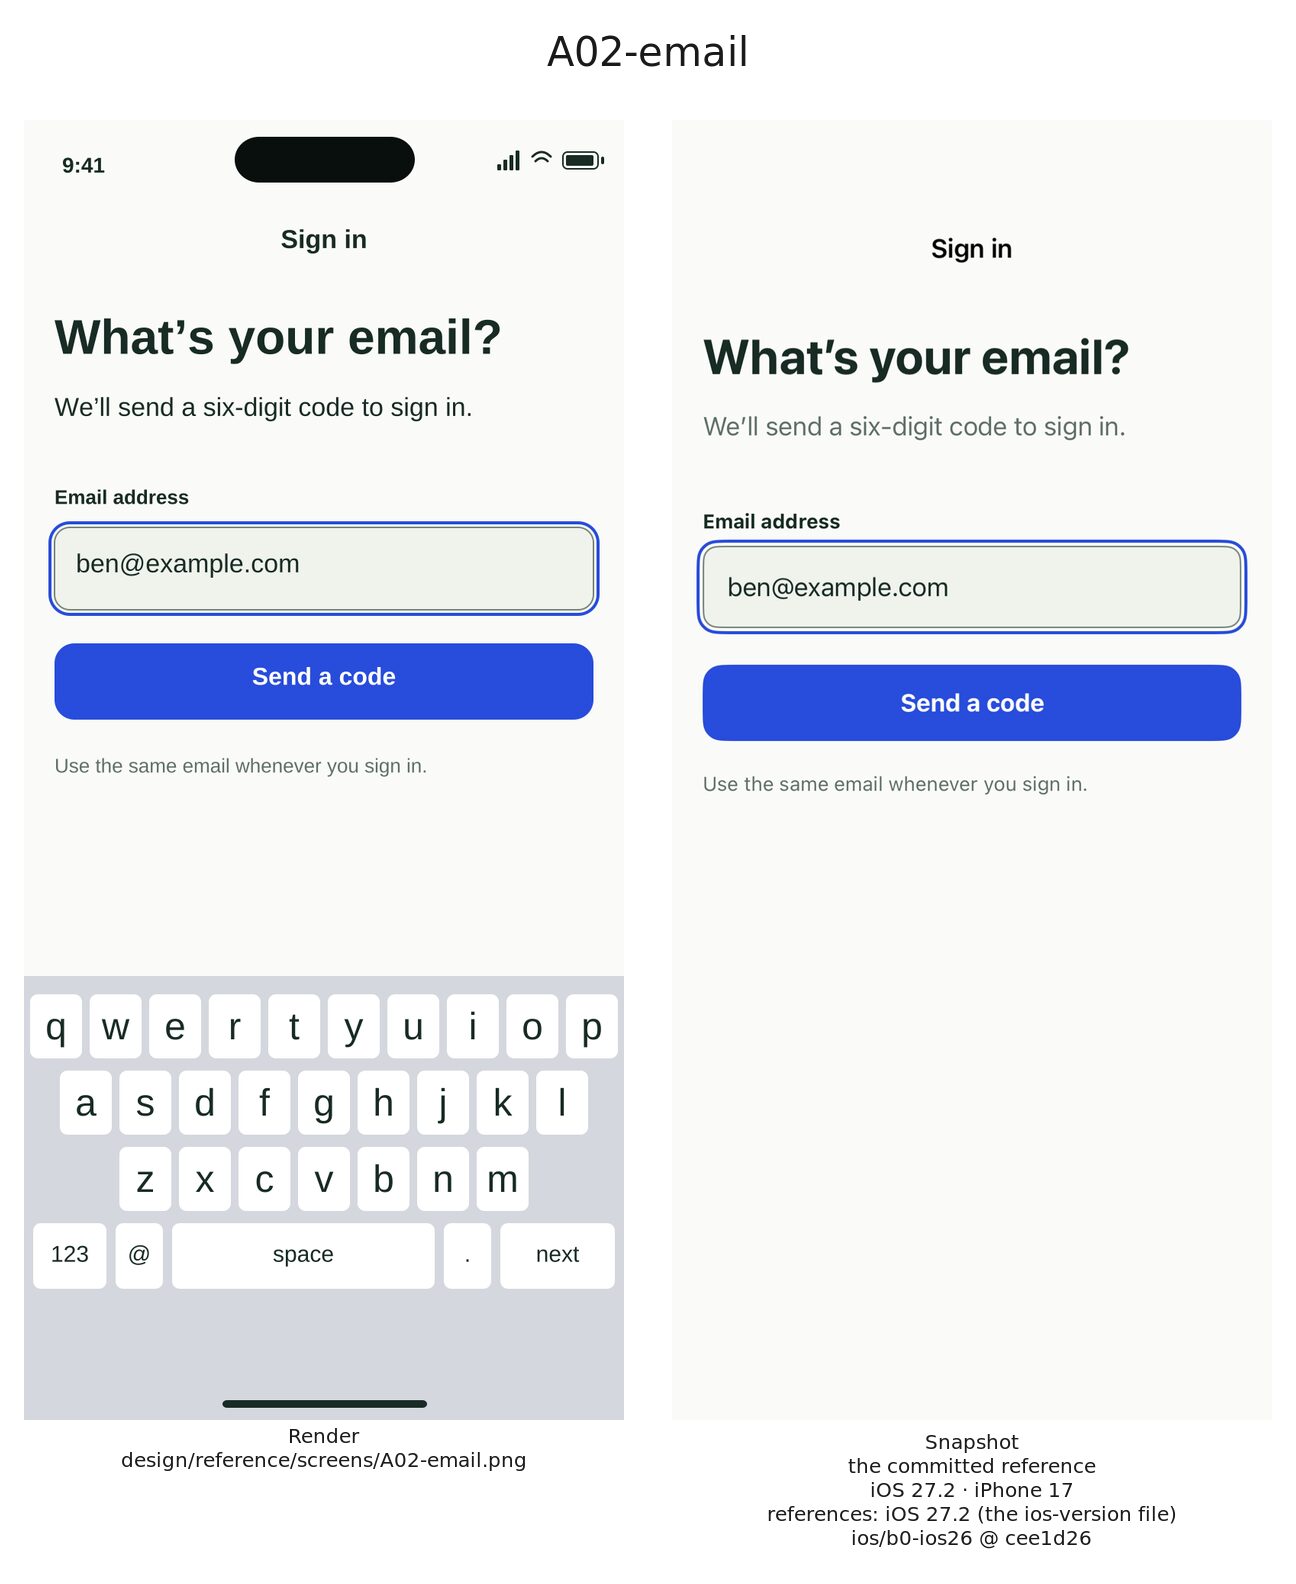 A02-email
9:41
Sign in
What’s your email?
We’ll send a six-digit code to sign in.
Email address
ben@example.com
Send a code
Use the same email whenever you sign in.
q w e r t y u i o p
a s d f g h j k l
z x c v b n m
123 @ space . next
Render
design/reference/screens/A02-email.png
Sign in
What’s your email?
We’ll send a six-digit code to sign in.
Email address
ben@example.com
Send a code
Use the same email whenever you sign in.
Snapshot
the committed reference
iOS 27.2 · iPhone 17
references: iOS 27.2 (the ios-version file)
ios/b0-ios26 @ cee1d26